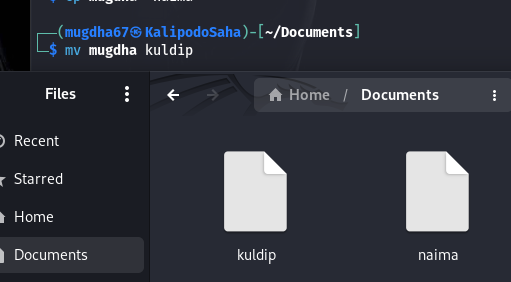 (mugdha67㉿KalipodoSaha)-[~/Documents]
$ mv mugdha kuldip
Files
Home / Documents
Recent
Starred
Home
Documents
kuldip
naima